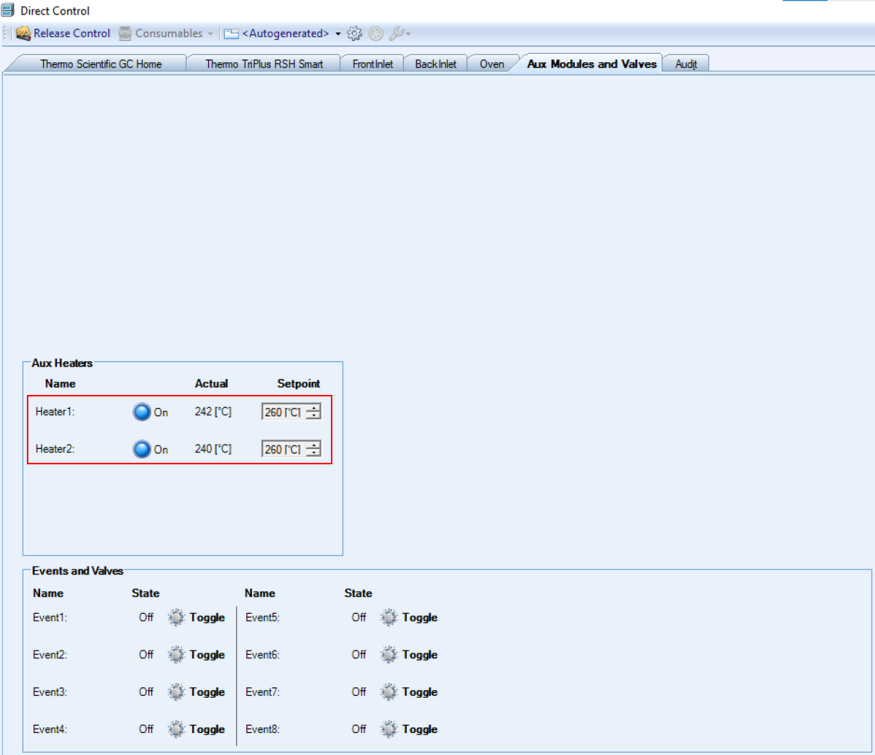 Direct Control
Release Control Consumables <Autogenerated>
Thermo Scientific GC Home Thermo TriPlus RSH Smart FrontInlet BackInlet Oven Aux Modules and Valves Audit
Aux Heaters
Name Actual Setpoint
Heater1: On 242 [°C] 260 [°C]
Heater2: On 240 [°C] 260 [°C]
Events and Valves
Name State Name State
Event1: Off Toggle Event5: Off Toggle
Event2: Off Toggle Event6: Off Toggle
Event3: Off Toggle Event7: Off Toggle
Event4: Off Toggle Event8: Off Toggle